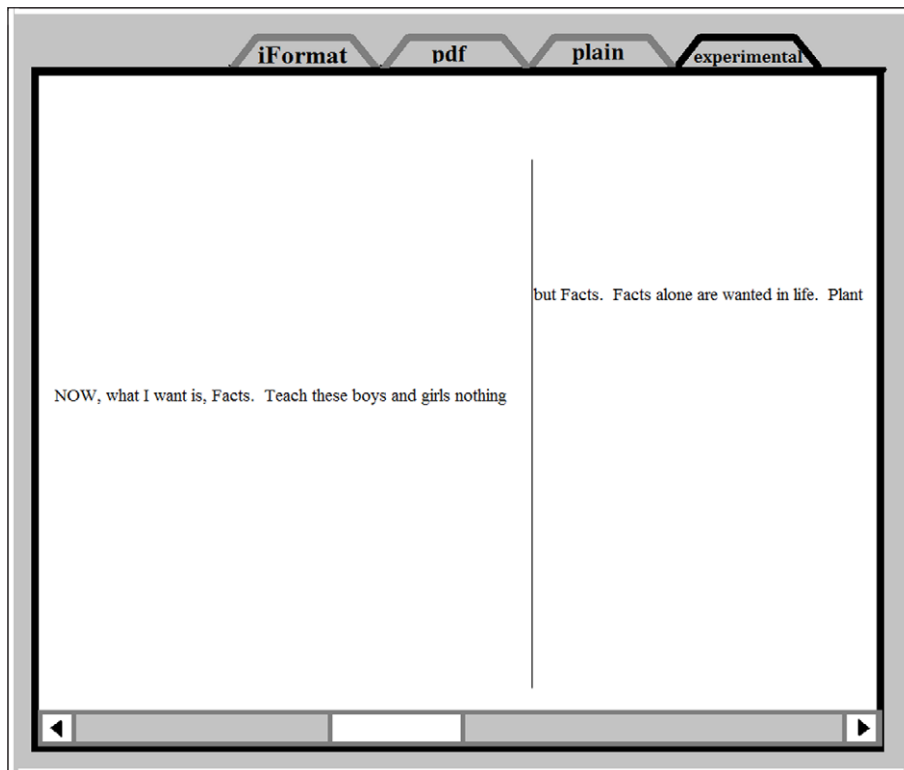 iFormat
pdf
plain
experimental
NOW, what I want is, Facts.  Teach these boys and girls nothing
but Facts.  Facts alone are wanted in life.  Plant